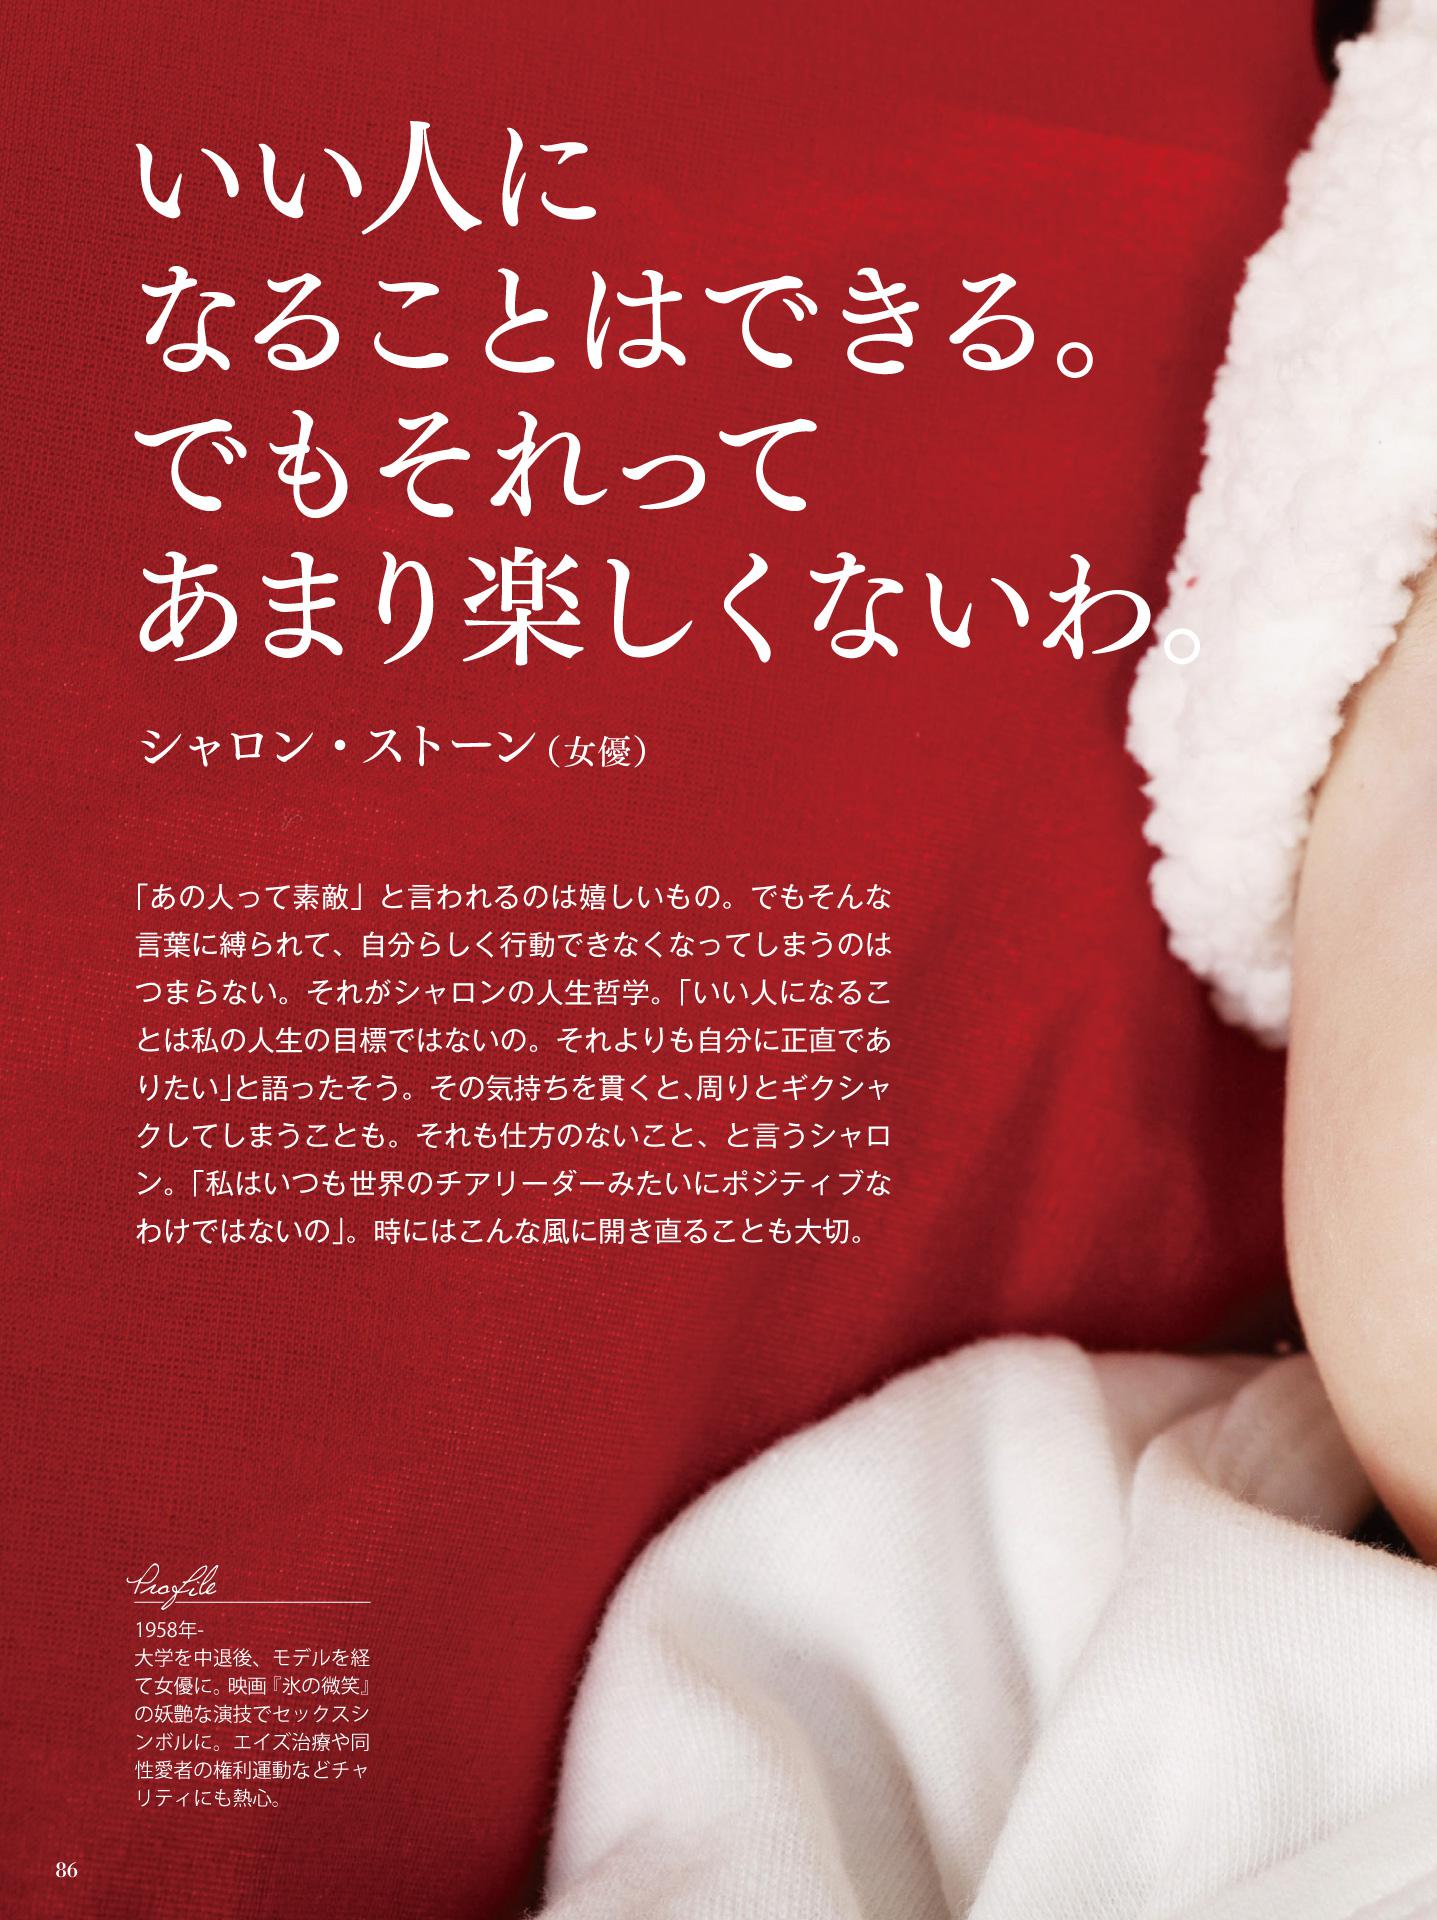 いい人に
なることはできる。
でもそれって
あまり楽しくないわ。
シャロン・ストーン（女優）
「あの人って素敵」と言われるのは嬉しいもの。でもそんな
言葉に縛られて、自分らしく行動できなくなってしまうのは
つまらない。それがシャロンの人生哲学。「いい人になるこ
とは私の人生の目標ではないの。それよりも自分に正直であ
りたい」と語ったそう。その気持ちを貫くと、周りとギクシャ
クしてしまうことも。それも仕方のないこと、と言うシャロ
ン。「私はいつも世界のチアリーダーみたいにポジティブな
わけではないの」。時にはこんな風に開き直ることも大切。
Profile
1958年-
大学を中退後、モデルを経
て女優に。映画『氷の微笑』
の妖艶な演技でセックスシ
ンボルに。エイズ治療や同
性愛者の権利運動などチャ
リティにも熱心。
86